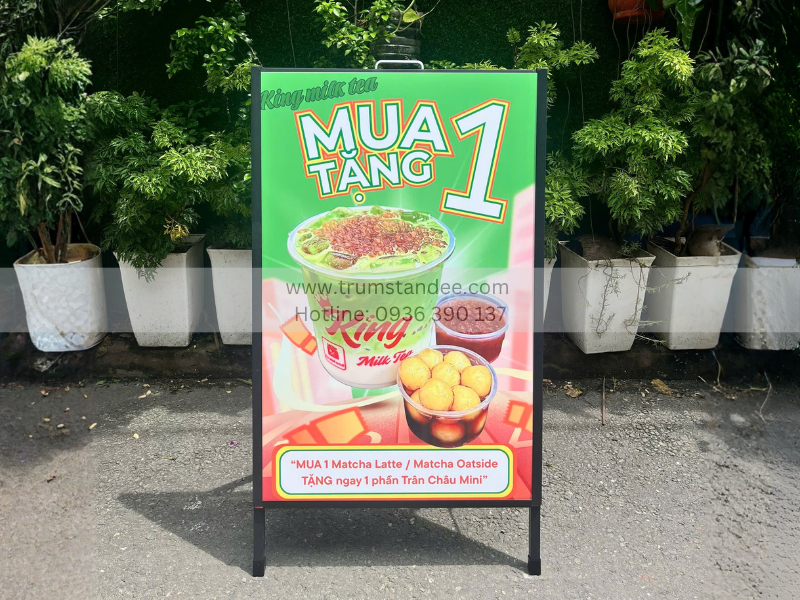 King milk tea
MUA
TẶNG 1
www.trumstandee.com
Hotline: 0936 390 137
King
Milk Tea
“MUA 1 Matcha Latte / Matcha Oatside
TẶNG ngay 1 phần Trân Châu Mini”